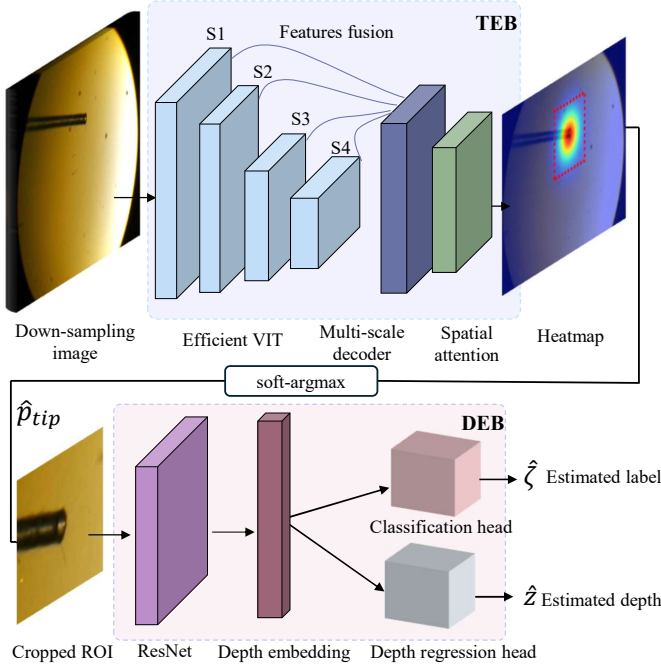 TEB
S1
Features fusion
S2
S3
S4
Down-sampling
image
Efficient VIT
Multi-scale
decoder
Spatial
attention
Heatmap
soft-argmax
p̂_tip
DEB
ζ̂ Estimated label
Classification head
ẑ Estimated depth
Cropped ROI
ResNet
Depth embedding
Depth regression head